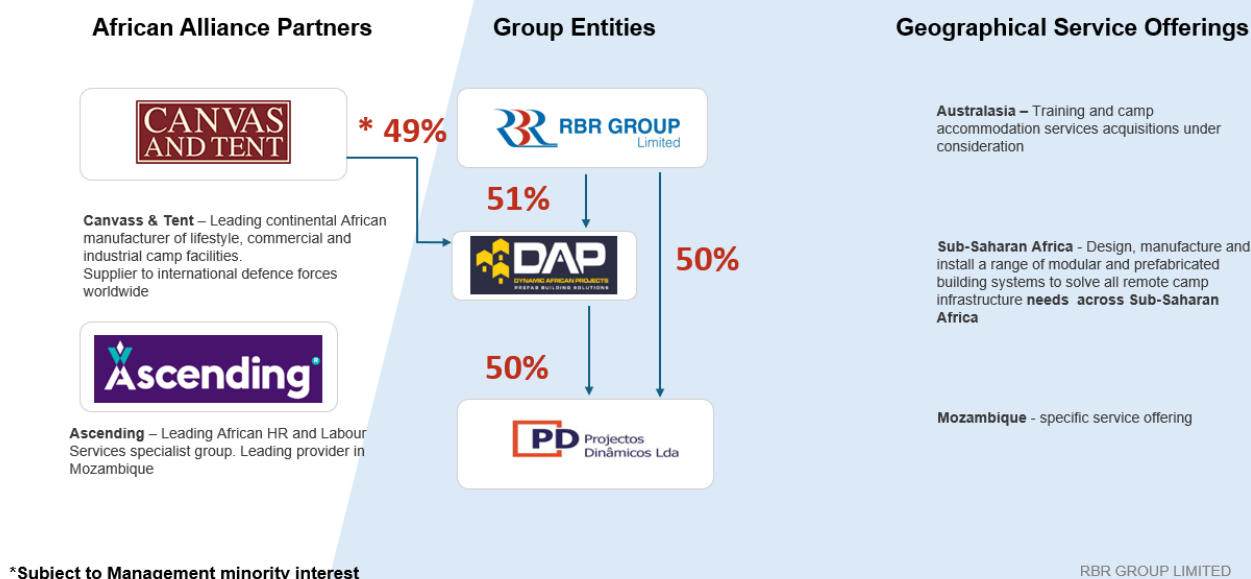 African Alliance Partners
Group Entities
Geographical Service Offerings
CANVAS
AND TENT
* 49%
Canvass & Tent – Leading continental African
manufacturer of lifestyle, commercial and
industrial camp facilities.
Supplier to international defence forces
worldwide
Ascending
Ascending – Leading African HR and Labour
Services specialist group. Leading provider in
Mozambique
RBR GROUP
Limited
51%
50%
DAP
DYNAMIC AFRICAN PROJECTS
PREFAB BUILDING SOLUTIONS
50%
PD Projectos
Dinâmicos Lda
Australasia – Training and camp
accommodation services acquisitions under
consideration
Sub-Saharan Africa - Design, manufacture and
install a range of modular and prefabricated
building systems to solve all remote camp
infrastructure needs across Sub-Saharan
Africa
Mozambique - specific service offering
*Subject to Management minority interest
RBR GROUP LIMITED